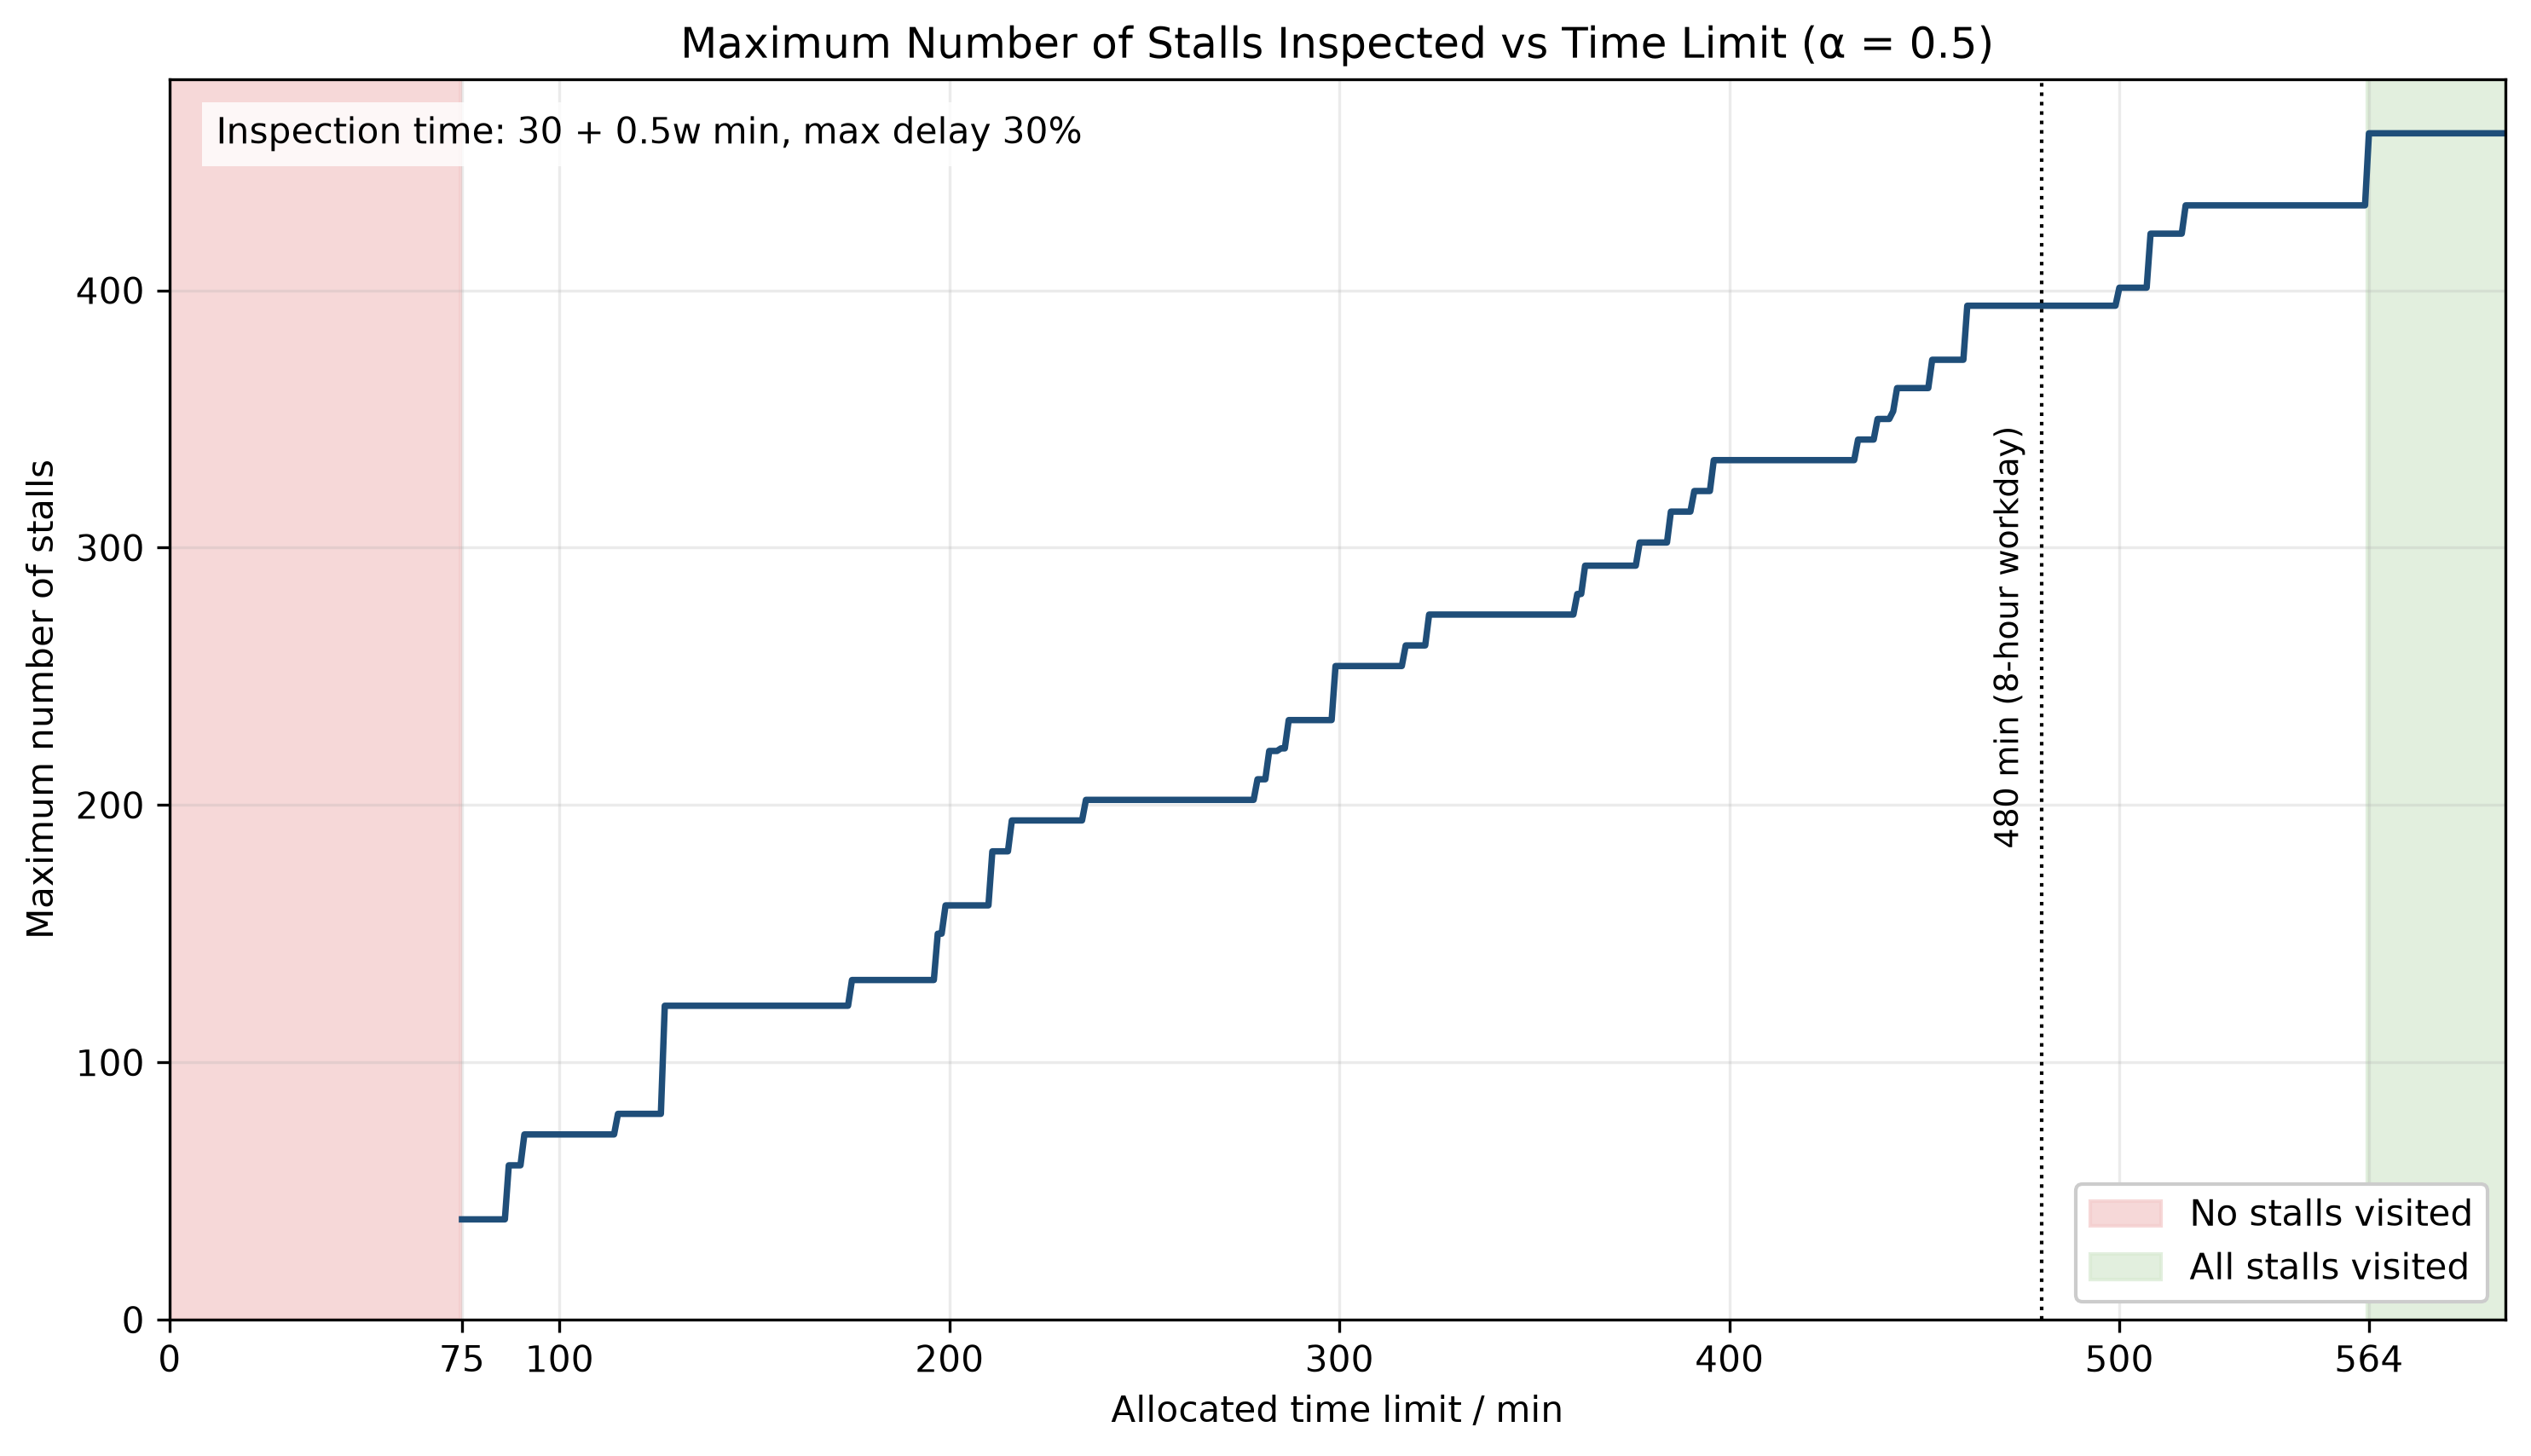 Maximum Number of Stalls Inspected vs Time Limit (α = 0.5)
Inspection time: 30 + 0.5w min, max delay 30%
Maximum number of stalls
400
300
200
100
0
480 min (8-hour workday)
No stalls visited
All stalls visited
0 75 100 200 300 400 500 564
Allocated time limit / min